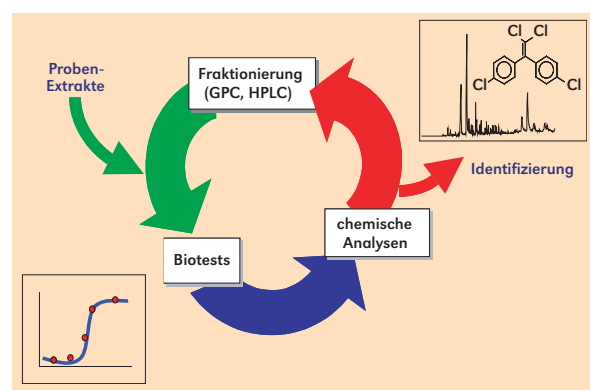 Proben-
Extrakte
Fraktionierung
(GPC, HPLC)
Cl Cl
Cl
Cl
Identifizierung
chemische
Analysen
Biotests